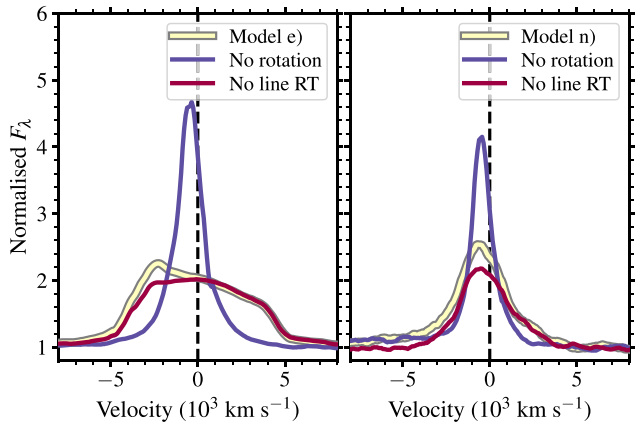 Model e)
No rotation
No line RT
Model n)
No rotation
No line RT
Normalised F_λ
6
5
4
3
2
1
−5
0
5
−5
0
5
Velocity (10³ km s⁻¹)
Velocity (10³ km s⁻¹)